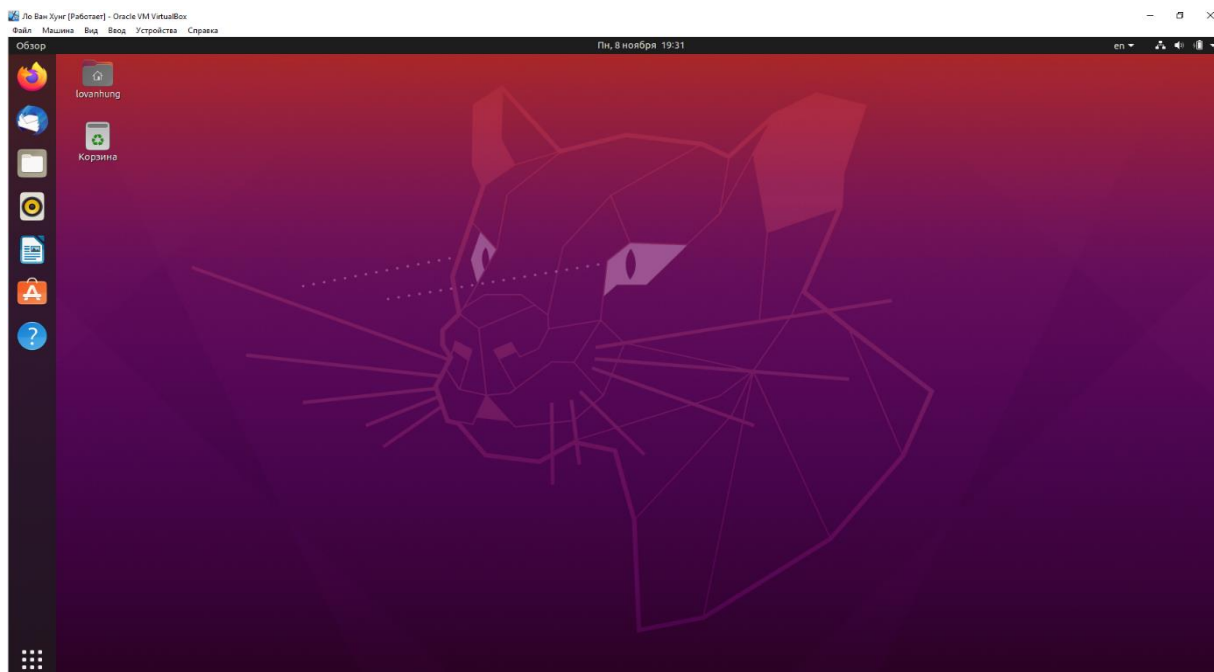 Ло Ван Хунг [Работает] - Oracle VM VirtualBox
Файл Машина Вид Ввод Устройства Справка
Обзор Пн, 8 ноября 19:31 en
lovanhung
Корзина